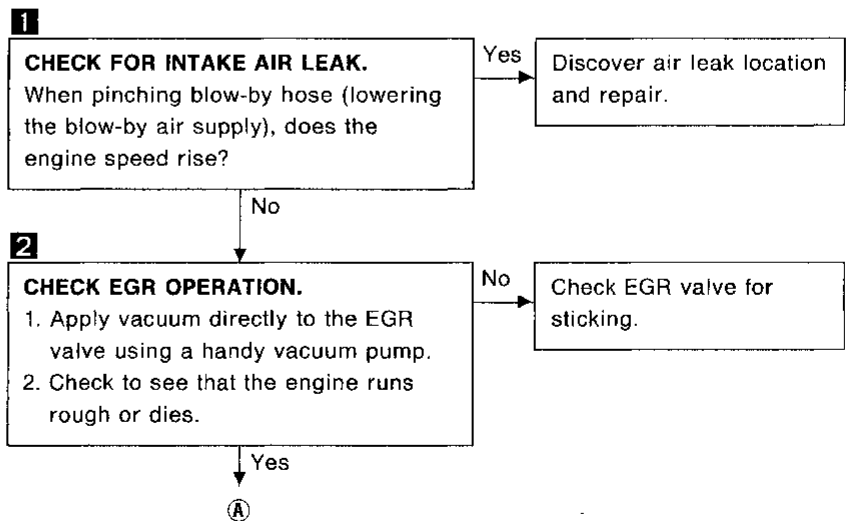 1
CHECK FOR INTAKE AIR LEAK.
When pinching blow-by hose (lowering
the blow-by air supply), does the
engine speed rise?
Yes
Discover air leak location
and repair.
No
2
CHECK EGR OPERATION.
1. Apply vacuum directly to the EGR
valve using a handy vacuum pump.
2. Check to see that the engine runs
rough or dies.
No
Check EGR valve for
sticking.
Yes
Ⓐ